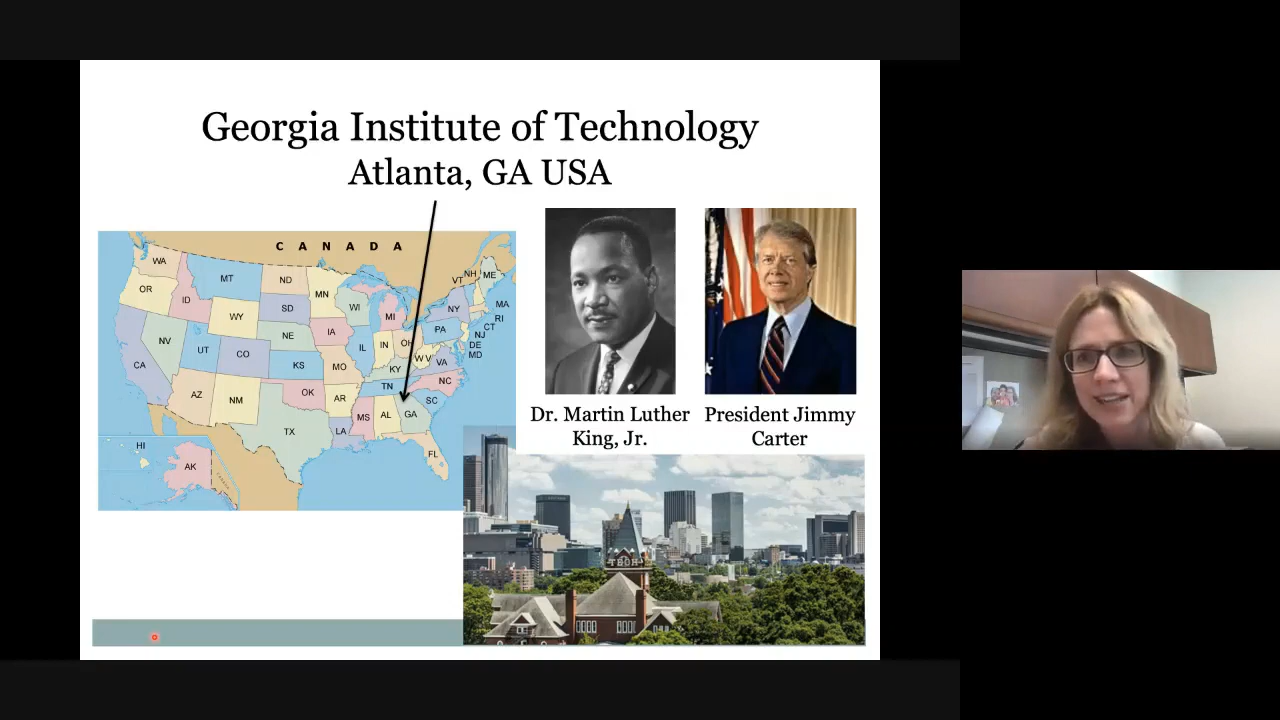 Georgia Institute of Technology
Atlanta, GA USA
C A N A D A
WA
MT
ND
MN
VT
NH
ME
OR
ID
WY
SD
WI
MI
NY
MA
RI
CT
NV
NE
IA
PA
NJ
DE
MD
CA
UT
CO
KS
MO
IL
IN
OH
WV
VA
KY
AZ
NM
OK
AR
TN
NC
SC
MS
AL
GA
TX
LA
FL
HI
AK
Dr. Martin Luther
King, Jr.
President Jimmy
Carter
TECH